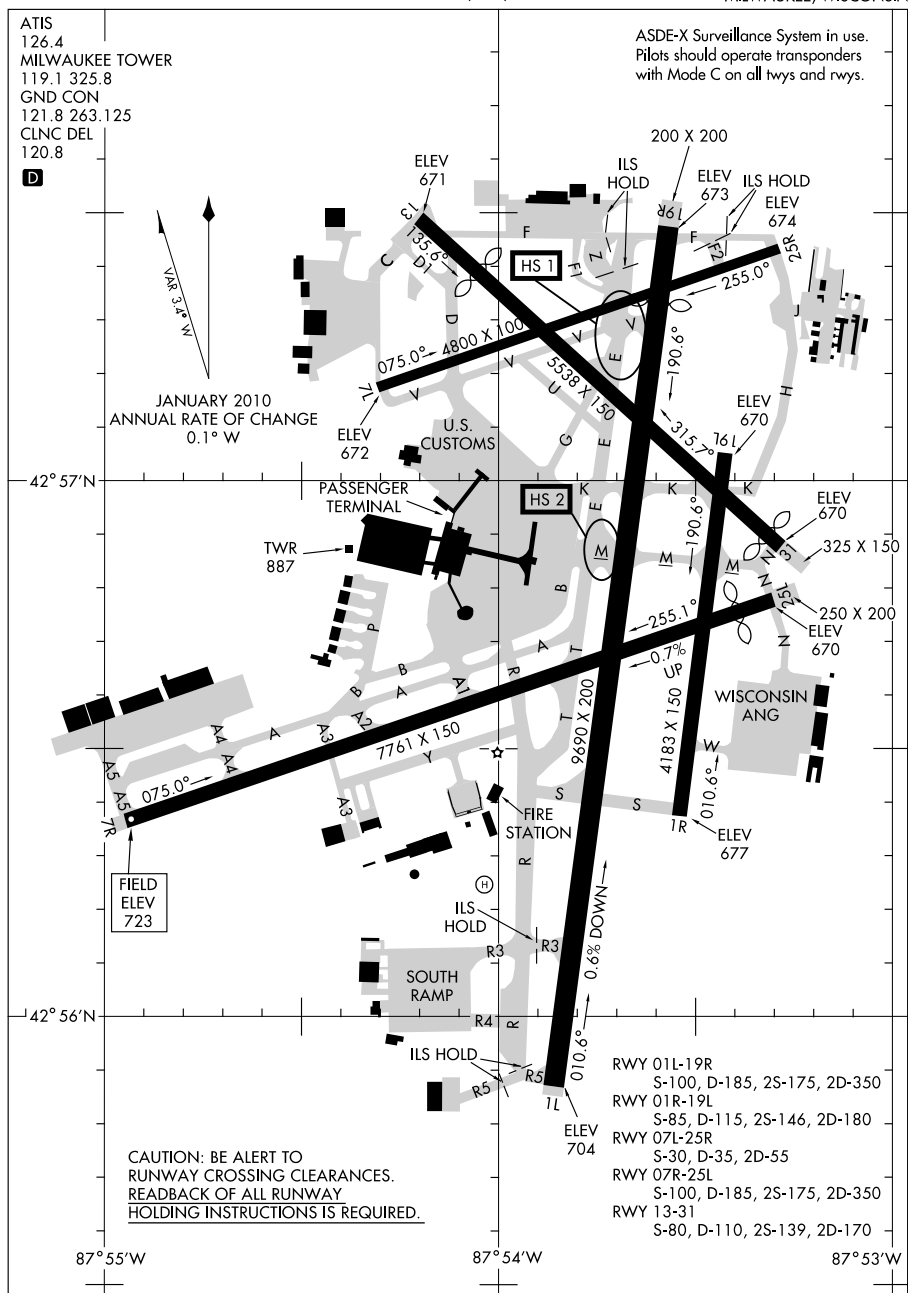 ATIS
126.4
MILWAUKEE TOWER
119.1 325.8
GND CON
121.8 263.125
CLNC DEL
120.8
D
ASDE-X Surveillance System in use.
Pilots should operate transponders
with Mode C on all twys and rwys.
200 X 200
ELEV
671
ILS
HOLD
ELEV
673
ILS HOLD
ELEV
674
13
19R
25R
135.6°
F
F
F1
F2
Z
C
D1
D
HS 1
255.0°
VAR 3.4° W
JANUARY 2010
ANNUAL RATE OF CHANGE
0.1° W
075.0°
4800 X 100
V
V
V
V
E
J
H
7L
ELEV
672
5538 X 150
190.6°
315.7°
U
G
E
U.S.
CUSTOMS
19L
ELEV
670
42°57'N
PASSENGER
TERMINAL
HS 2
K
E
K
K
190.6°
ELEV
670
31
325 X 150
TWR
887
M
M
M
N
N
25L
250 X 200
B
255.1°
ELEV
670
P
0.7%
UP
N
B
B
A
A
A1
A2
R
A
T
T
WISCONSIN
ANG
9690 X 200
4183 X 150
A4
A4
A
A3
7761 X 150
Y
W
A5
A5
075.0°
A3
010.6°
S
S
7R
FIRE
STATION
1R
ELEV
677
FIELD
ELEV
723
R
H
0.6% DOWN
ILS
HOLD
R3
R3
SOUTH
RAMP
42°56'N
R4
R
010.6°
ILS HOLD
R5
R5
1L
ELEV
704
RWY 01L-19R
S-100, D-185, 2S-175, 2D-350
RWY 01R-19L
S-85, D-115, 2S-146, 2D-180
RWY 07L-25R
S-30, D-35, 2D-55
RWY 07R-25L
S-100, D-185, 2S-175, 2D-350
RWY 13-31
S-80, D-110, 2S-139, 2D-170
CAUTION: BE ALERT TO
RUNWAY CROSSING CLEARANCES.
READBACK OF ALL RUNWAY
HOLDING INSTRUCTIONS IS REQUIRED.
87°55'W
87°54'W
87°53'W